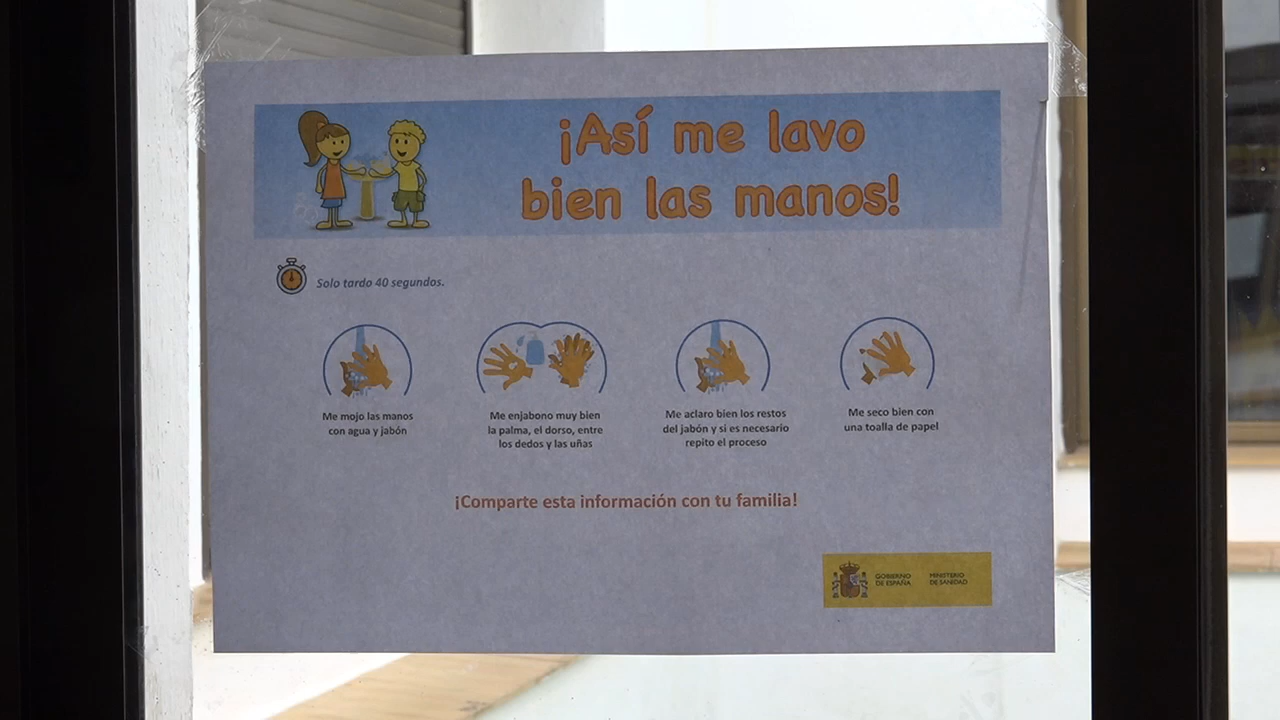 ¡Así me lavo
bien las manos!
Solo tardo 40 segundos.
Me mojo las manos
con agua y jabón
Me enjabono muy bien
la palma, el dorso, entre
los dedos y las uñas
Me aclaro bien los restos
del jabón y si es necesario
repito el proceso
Me seco bien con
una toalla de papel
¡Comparte esta información con tu familia!
GOBIERNO
DE ESPAÑA
MINISTERIO
DE SANIDAD